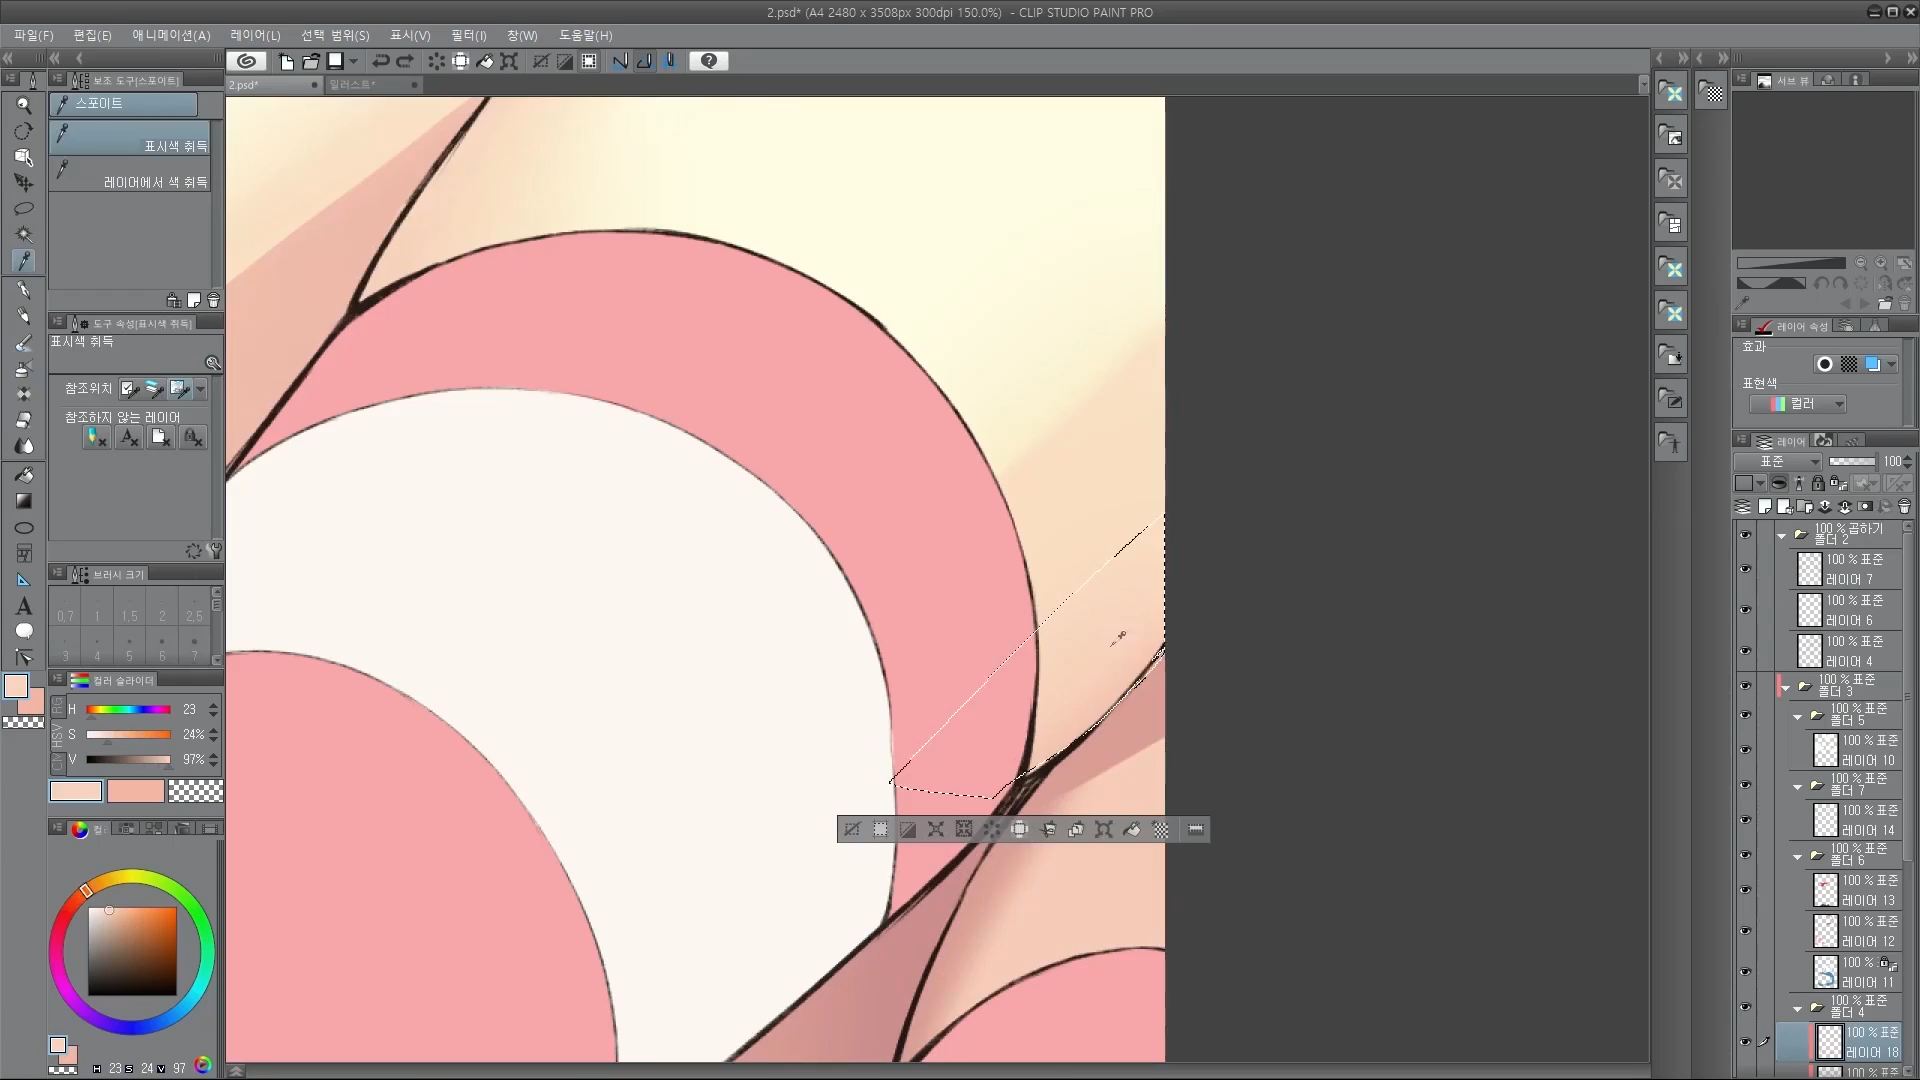 2.psd* (A4 2480 x 3508px 300dpi 150.0%) - CLIP STUDIO PAINT PRO
파일(F) 편집(E) 애니메이션(A) 레이어(L) 선택 범위(S) 표시(V) 필터(I) 창(W) 도움말(H)
2.psd* 일러스트*
보조 도구[스포이트]
스포이트
표시색 취득
레이어에서 색 취득
도구 속성[표시색 취득]
표시색 취득
참조위치
참조하지 않는 레이어
브러시 크기
0.7 1 1.5 2 2.5
3 4 5 6 7
컬러 슬라이더
H 23
S 24%
V 97%
HSV
H 23 S 24 V 97
서브 뷰
레이어 속성
효과
표현색
컬러
레이어
표준 100
100 % 곱하기
폴더 2
100 % 표준
레이어 7
100 % 표준
레이어 6
100 % 표준
레이어 4
100 % 표준
폴더 3
100 % 표준
폴더 5
100 % 표준
레이어 10
100 % 표준
폴더 7
100 % 표준
레이어 14
100 % 표준
폴더 6
100 % 표준
레이어 13
100 % 표준
레이어 12
100 %
레이어 11
100 % 표준
폴더 4
100 % 표준
레이어 18
100 % 표준